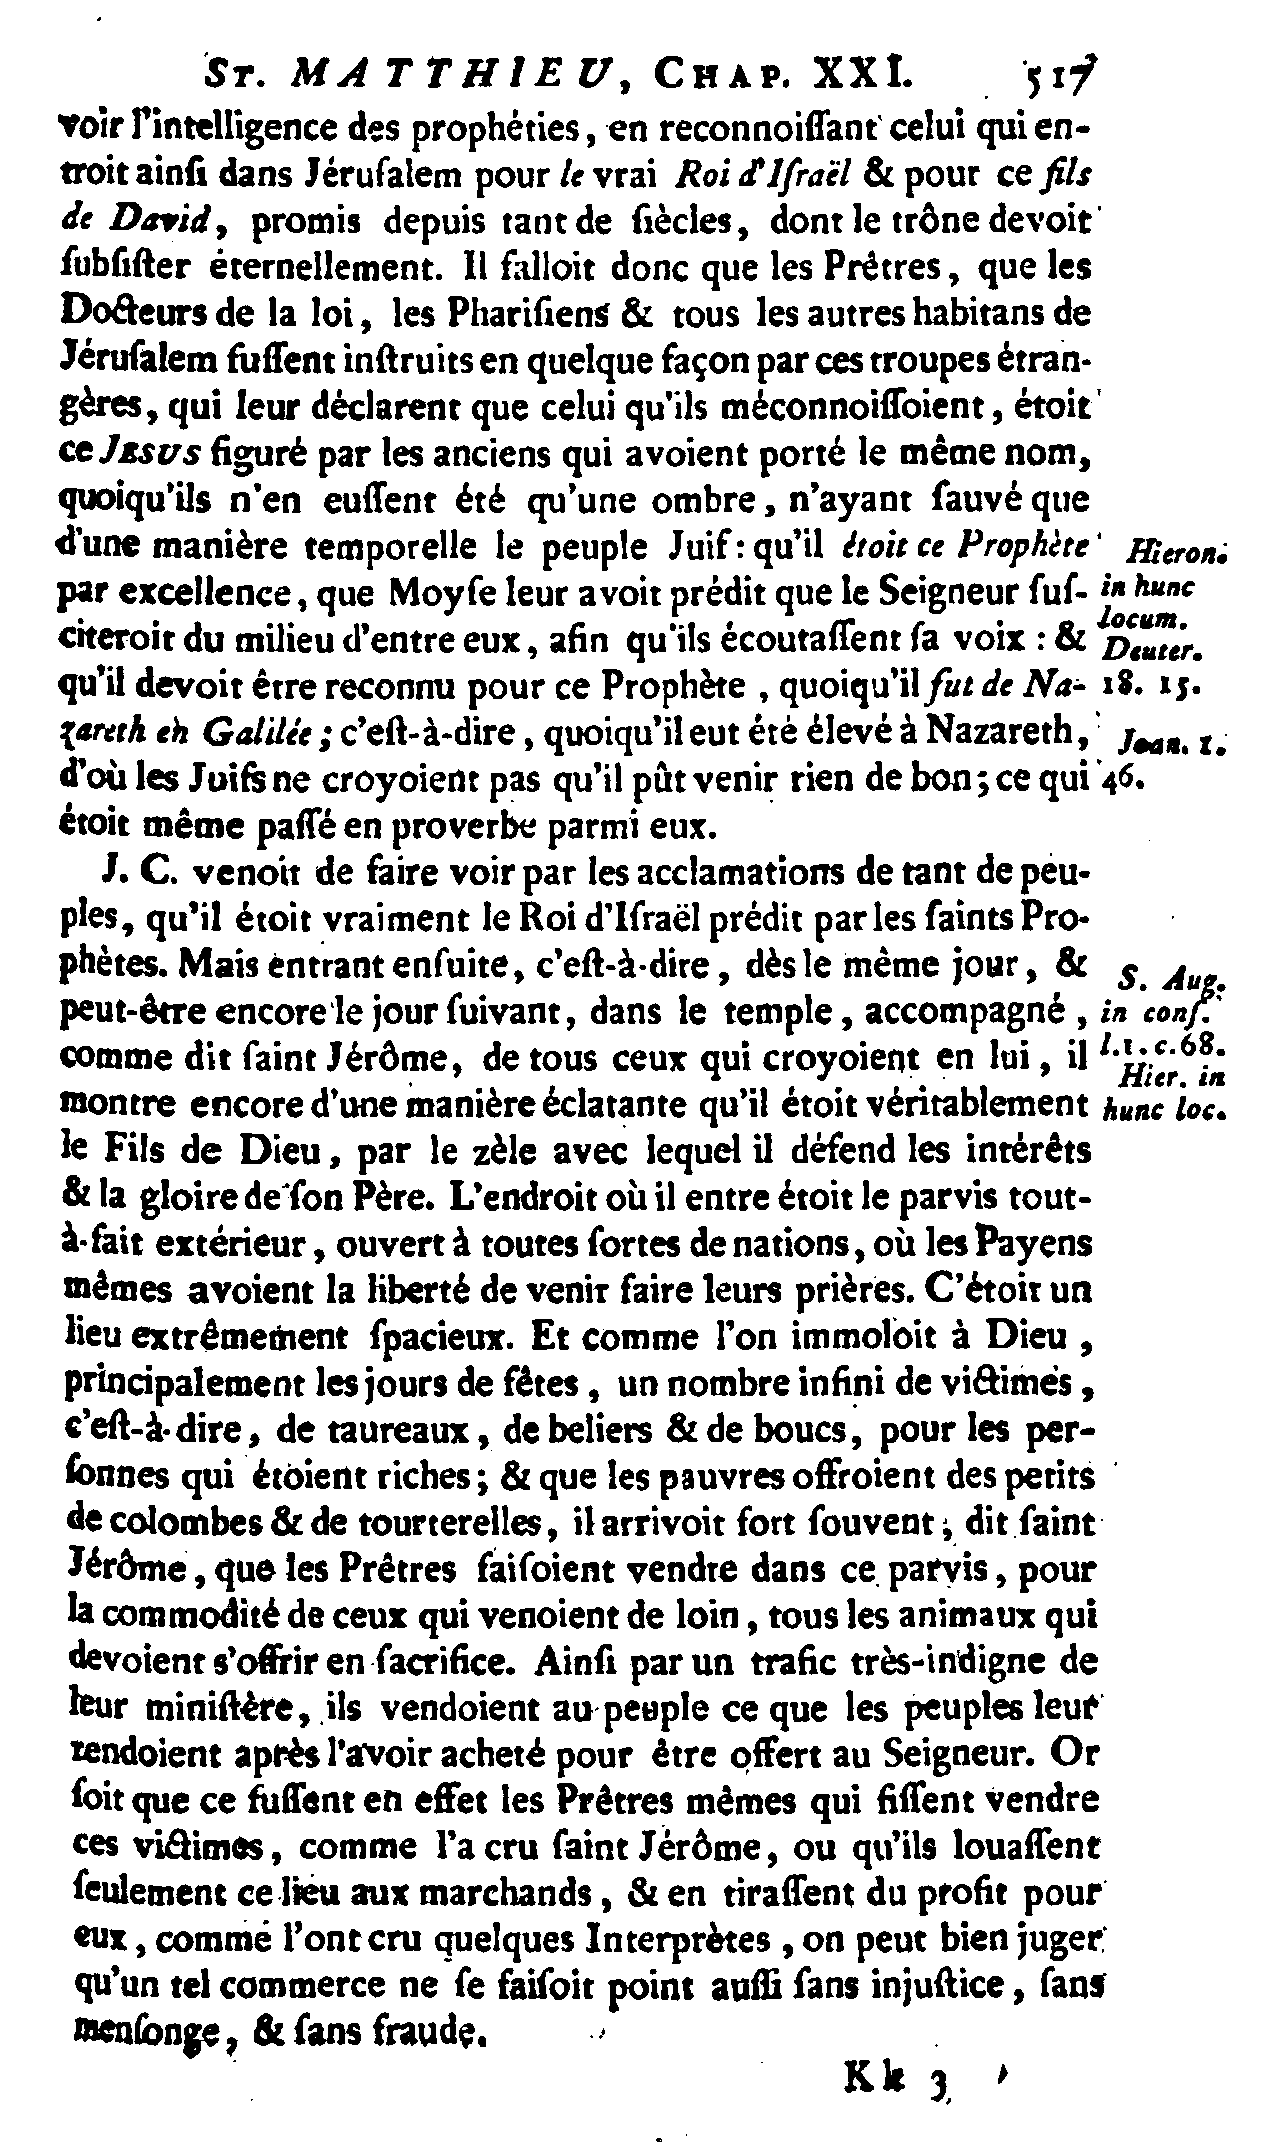 ST. MATTHIEU, CHAP. XXI. 517
voir l'intelligence des prophéties, en reconnoiſſant celui qui en-
troit ainſi dans Jéruſalem pour le vrai Roi d'Iſraël & pour ce fils
de David, promis depuis tant de ſiècles, dont le trône devoit
ſubſiſter éternellement. Il falloit donc que les Prêtres, que les
Docteurs de la loi, les Phariſiens & tous les autres habitans de
Jéruſalem fuſſent inſtruits en quelque façon par ces troupes étran-
gères, qui leur déclarent que celui qu'ils méconnoiſſoient, étoit
ce JESUS figuré par les anciens qui avoient porté le même nom,
quoiqu'ils n'en euſſent été qu'une ombre, n'ayant ſauvé que
d'une manière temporelle le peuple Juif: qu'il étoit ce Prophète
par excellence, que Moyſe leur avoit prédit que le Seigneur ſuſ-
citeroit du milieu d'entre eux, afin qu'ils écoutaſſent ſa voix : &
qu'il devoit être reconnu pour ce Prophète, quoiqu'il fut de Na-
zareth en Galilée ; c'eſt-à-dire, quoiqu'il eut été élevé à Nazareth,
d'où les Juifs ne croyoient pas qu'il pût venir rien de bon; ce qui
étoit même paſſé en proverbe parmi eux.
Hieron.
in hunc
locum.
Deuter.
18. 15.
Joan. 1.
46.
J. C. venoit de faire voir par les acclamations de tant de peu-
ples, qu'il étoit vraiment le Roi d'Iſraël prédit par les ſaints Pro-
phètes. Mais entrant enſuite, c'eſt-à-dire, dès le même jour, &
peut-être encore le jour ſuivant, dans le temple, accompagné,
comme dit ſaint Jérôme, de tous ceux qui croyoient en lui, il
montre encore d'une manière éclatante qu'il étoit véritablement
le Fils de Dieu, par le zèle avec lequel il défend les intérêts
& la gloire de ſon Père. L'endroit où il entre étoit le parvis tout-
à-fait extérieur, ouvert à toutes ſortes de nations, où les Payens
mêmes avoient la liberté de venir faire leurs prières. C'étoit un
lieu extrêmement ſpacieux. Et comme l'on immoloit à Dieu,
principalement les jours de fêtes, un nombre infini de victimes,
c'eſt-à-dire, de taureaux, de beliers & de boucs, pour les per-
ſonnes qui étoient riches; & que les pauvres offroient des petits
de colombes & de tourterelles, il arrivoit fort ſouvent, dit ſaint
Jérôme, que les Prêtres faiſoient vendre dans ce parvis, pour
la commodité de ceux qui venoient de loin, tous les animaux qui
devoient s'offrir en ſacrifice. Ainſi par un trafic très-indigne de
leur miniſtère, ils vendoient au peuple ce que les peuples leur
rendoient après l'avoir acheté pour être offert au Seigneur. Or
ſoit que ce fuſſent en effet les Prêtres mêmes qui fiſſent vendre
ces victimes, comme l'a cru ſaint Jérôme, ou qu'ils louaſſent
ſeulement ce lieu aux marchands, & en tiraſſent du profit pour
eux, comme l'ont cru quelques Interprètes, on peut bien juger
qu'un tel commerce ne ſe faiſoit point auſſi ſans injuſtice, ſans
menſonge, & ſans fraude.
S. Aug.
in conſ.
l.1. c.68.
Hier. in
hunc loc.
Kk 3